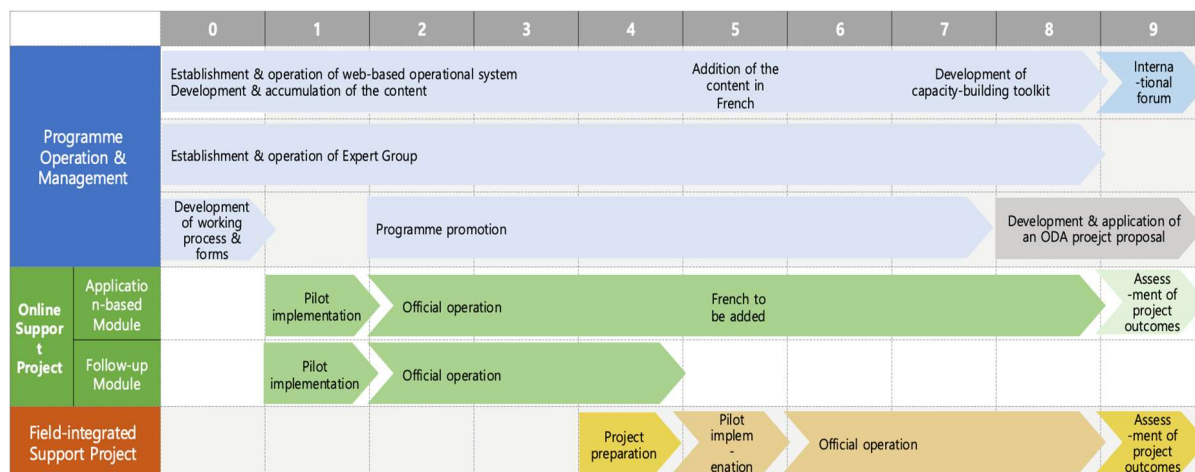 0 1 2 3 4 5 6 7 8 9
Programme
Operation &
Management
Establishment & operation of web-based operational system
Development & accumulation of the content
Addition of the
content in
French
Development of
capacity-building toolkit
Interna
-tional
forum
Establishment & operation of Expert Group
Development
of working
process &
forms
Programme promotion
Development & application of
an ODA proejct proposal
Online
Suppor
t
Project
Applicatio
n-based
Module
Pilot
implementation
Official operation
French to
be added
Assess
-ment of
project
outcomes
Follow-up
Module
Pilot
implementation
Official operation
Field-integrated
Support Project
Project
preparation
Pilot
implem
-enation
Official operation
Assess
-ment of
project
outcomes